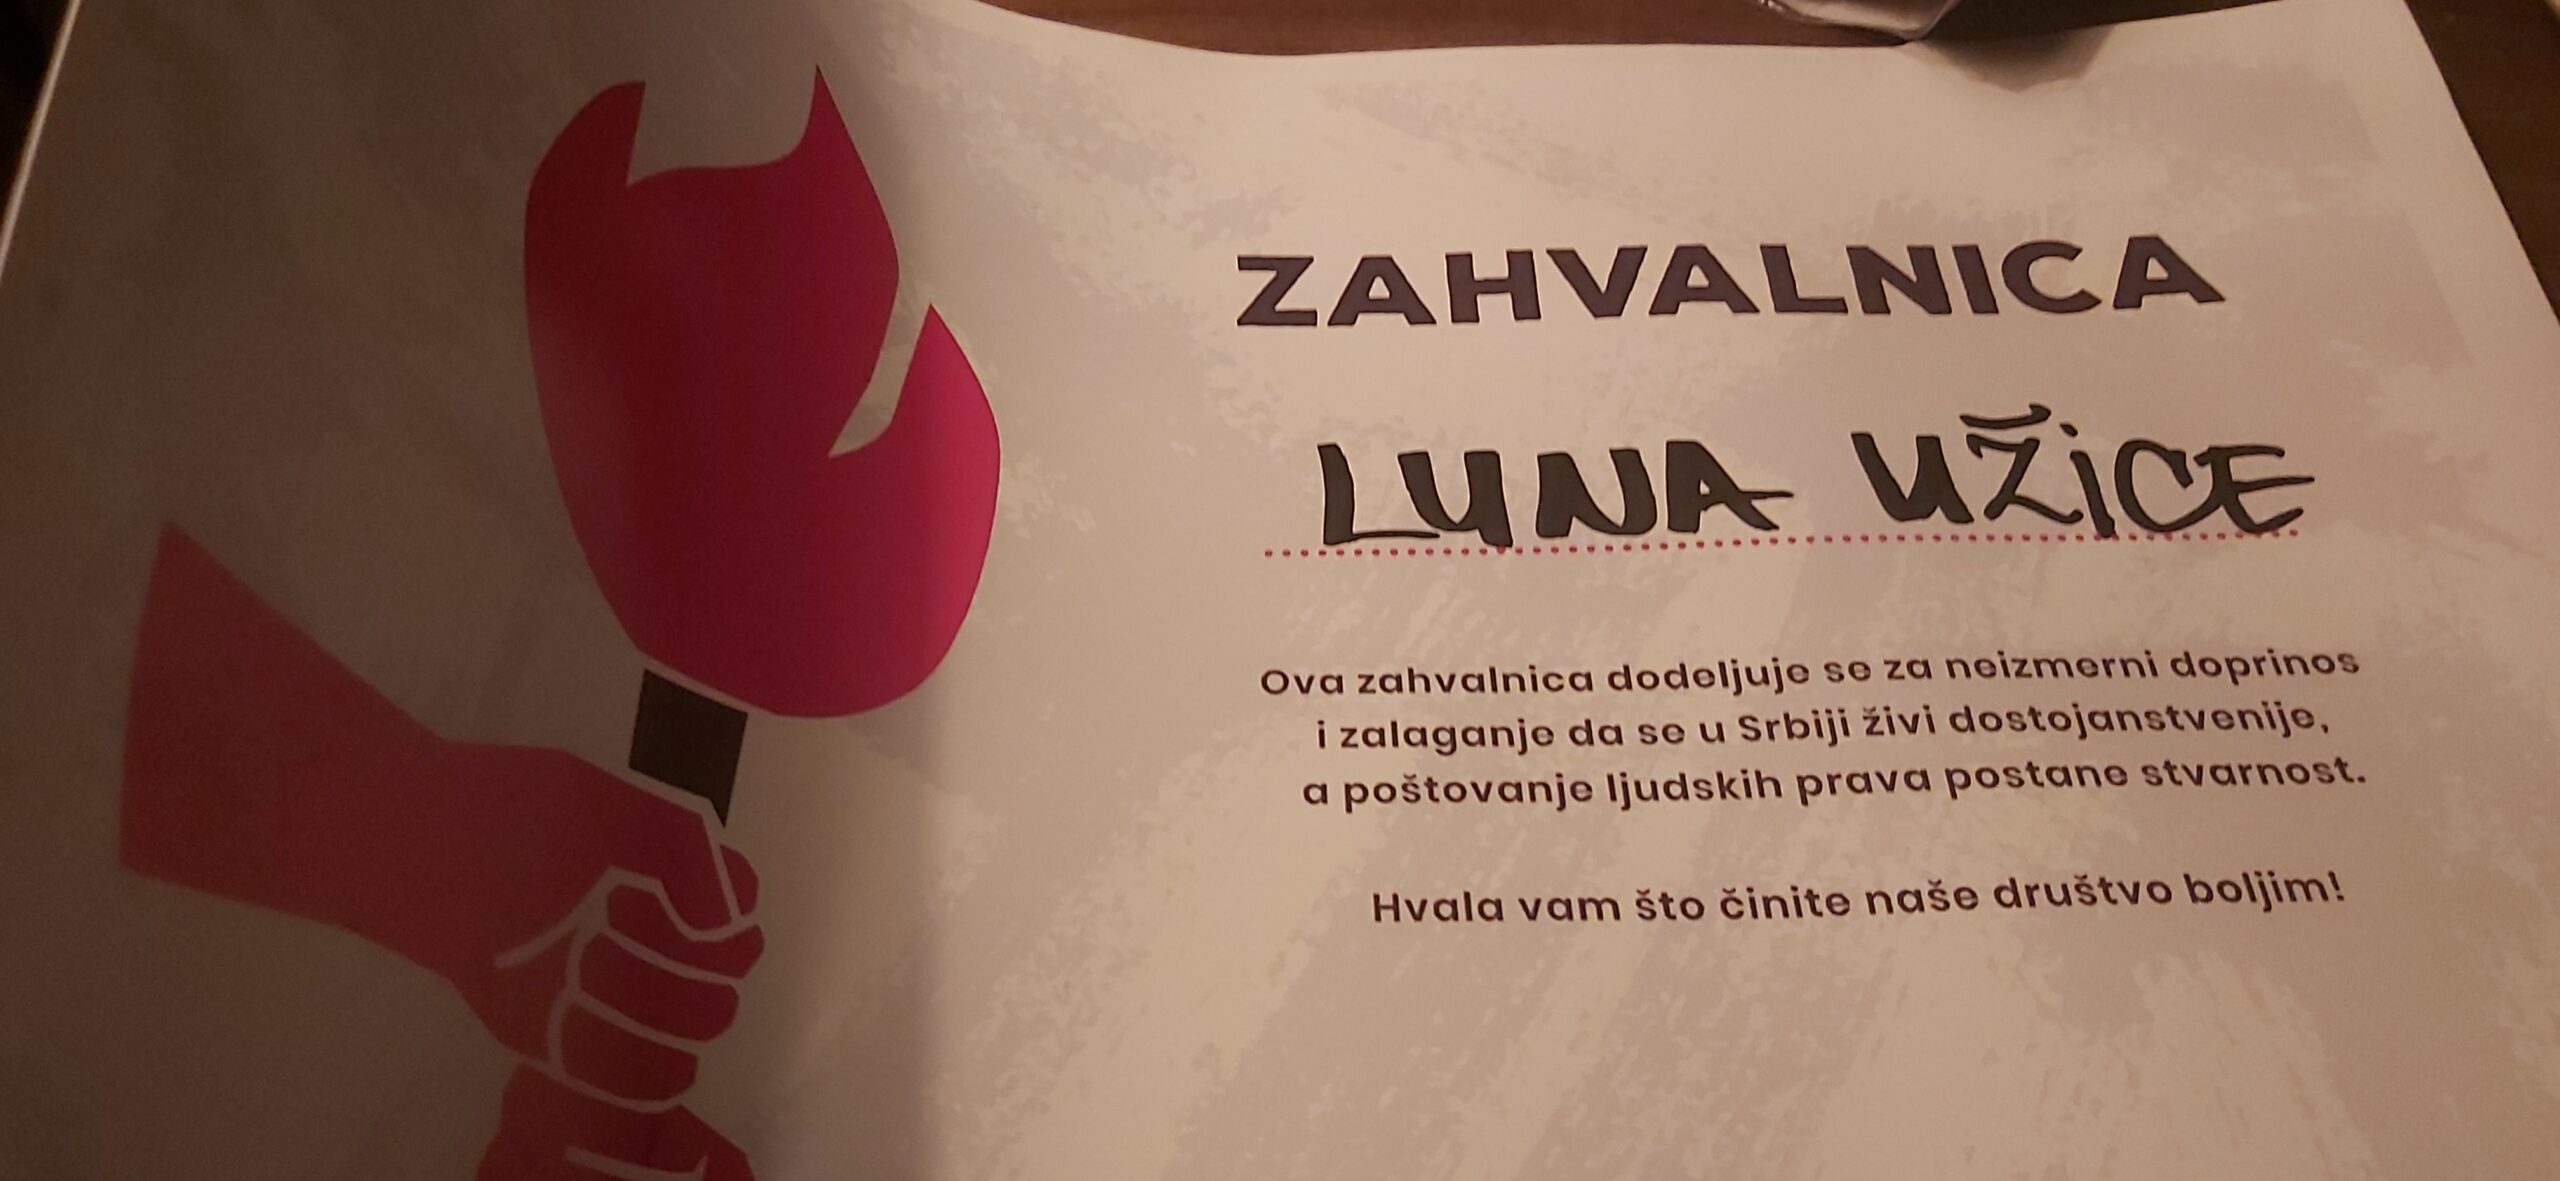 ZAHVALNICA
LUNA UŽiCE
Ova zahvalnica dodeljuje se za neizmerni doprinos
i zalaganje da se u Srbiji živi dostojanstvenije,
a poštovanje ljudskih prava postane stvarnost.
Hvala vam što činite naše društvo boljim!